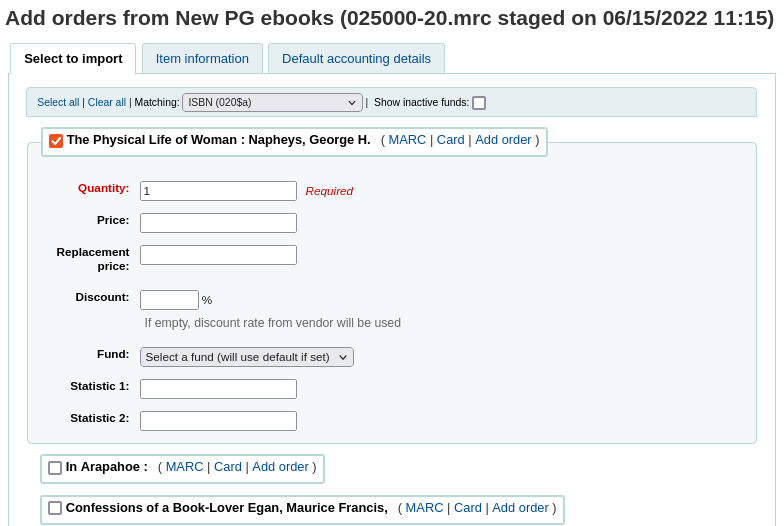 Add orders from New PG ebooks (025000-20.mrc staged on 06/15/2022 11:15)
Select to import Item information Default accounting details
Select all | Clear all | Matching: ISBN (020$a) | Show inactive funds:
The Physical Life of Woman : Napheys, George H. ( MARC | Card | Add order )
Quantity: 1 Required
Price:
Replacement
price:
Discount: %
If empty, discount rate from vendor will be used
Fund: Select a fund (will use default if set)
Statistic 1:
Statistic 2:
In Arapahoe : ( MARC | Card | Add order )
Confessions of a Book-Lover Egan, Maurice Francis, ( MARC | Card | Add order )